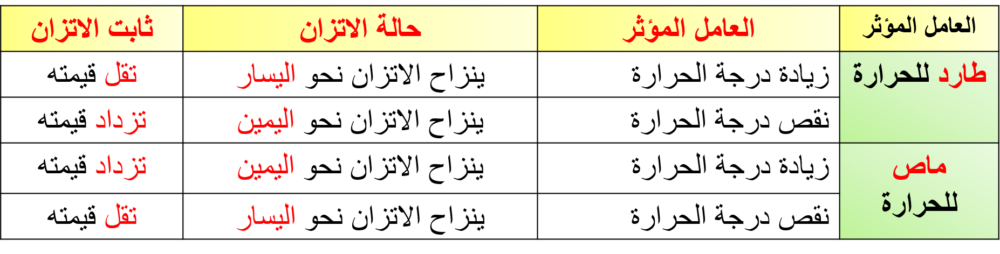 العامل المؤثر العامل المؤثر حالة الاتزان ثابت الاتزان
طارد للحرارة زيادة درجة الحرارة ينزاح الاتزان نحو اليسار تقل قيمته
نقص درجة الحرارة ينزاح الاتزان نحو اليمين تزداد قيمته
ماص للحرارة زيادة درجة الحرارة ينزاح الاتزان نحو اليمين تزداد قيمته
نقص درجة الحرارة ينزاح الاتزان نحو اليسار تقل قيمته